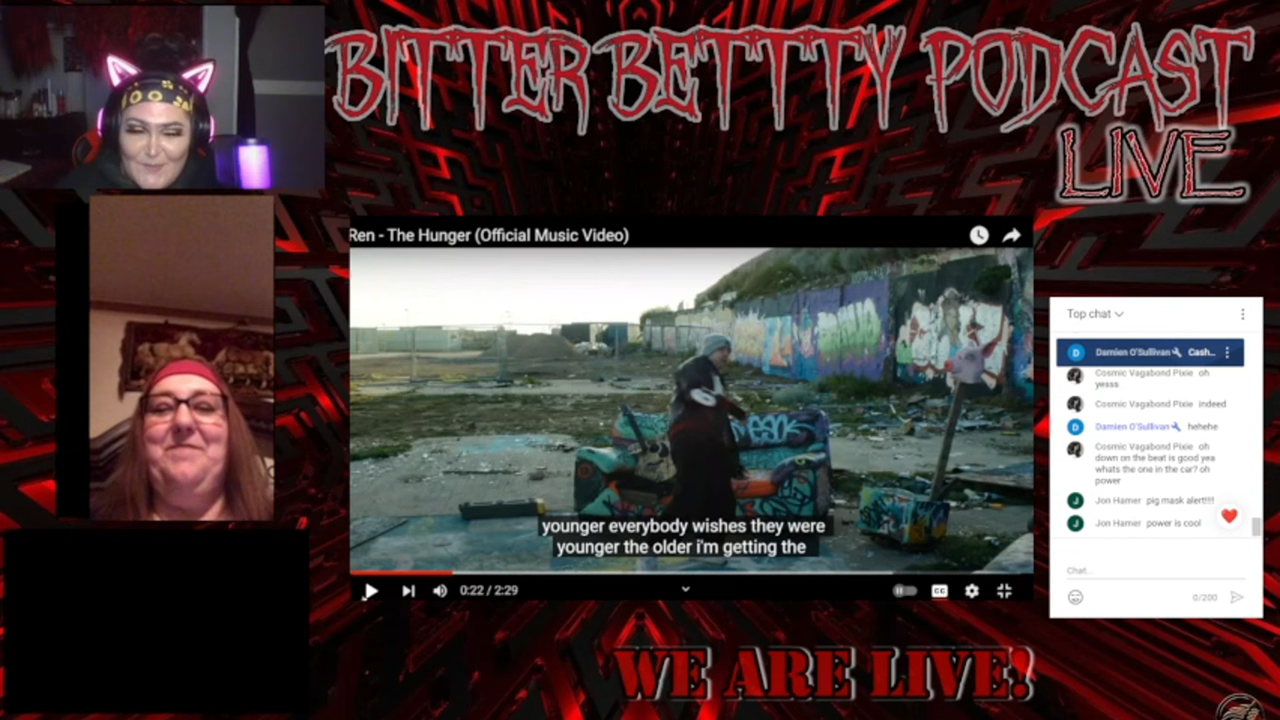 BITTER BETTTY PODCAST
LIVE
Ren - The Hunger (Official Music Video)
younger everybody wishes they were
younger the older i'm getting the
0:22 / 2:29
CC
Top chat
D Damien O'Sullivan Cash...
Cosmic Vagabond Pixie oh
yesss
Cosmic Vagabond Pixie indeed
D Damien O'Sullivan hehehe
Cosmic Vagabond Pixie oh
down on the beat is good yea
whats the one in the car? oh
power
J Jon Hamer pig mask alert!!!!
J Jon Hamer power is cool
Chat...
0/200
WE ARE LIVE!